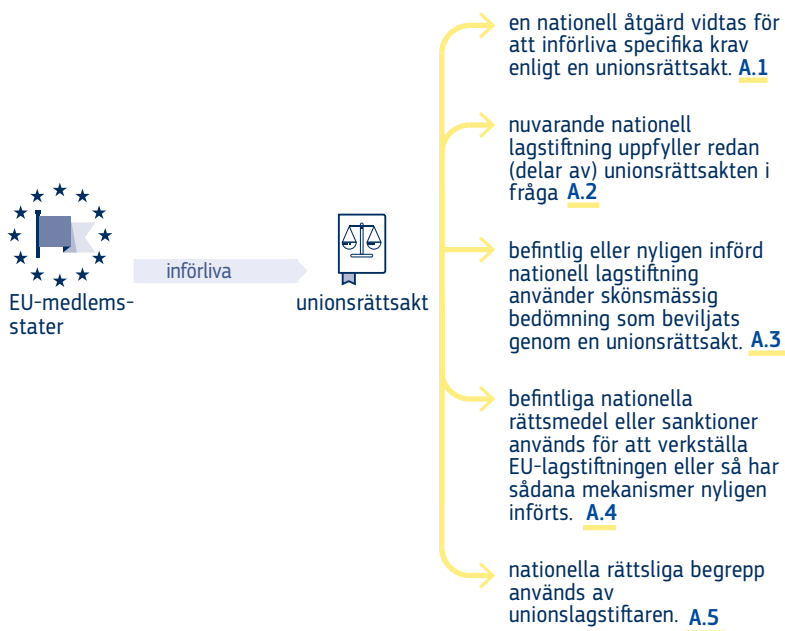 EU-medlems-
stater
införliva
unionsrättsakt
en nationell åtgärd vidtas för
att införliva specifika krav
enligt en unionsrättsakt. A.1
nuvarande nationell
lagstiftning uppfyller redan
(delar av) unionsrättsakten i
fråga A.2
befintlig eller nyligen införd
nationell lagstiftning
använder skönsmässig
bedömning som beviljats
genom en unionsrättsakt. A.3
befintliga nationella
rättsmedel eller sanktioner
används för att verkställa
EU-lagstiftningen eller så har
sådana mekanismer nyligen
införts. A.4
nationella rättsliga begrepp
används av
unionslagstiftaren. A.5